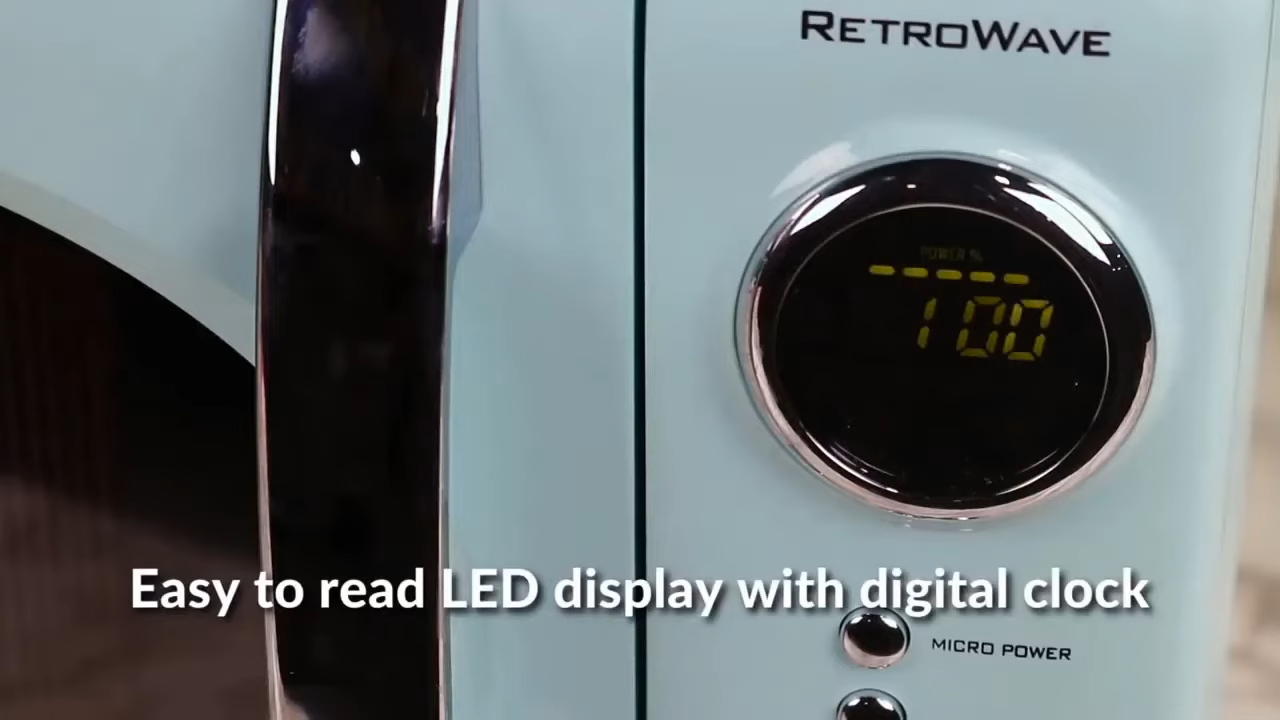 RETROWAVE
POWER %
100
Easy to read LED display with digital clock
MICRO POWER